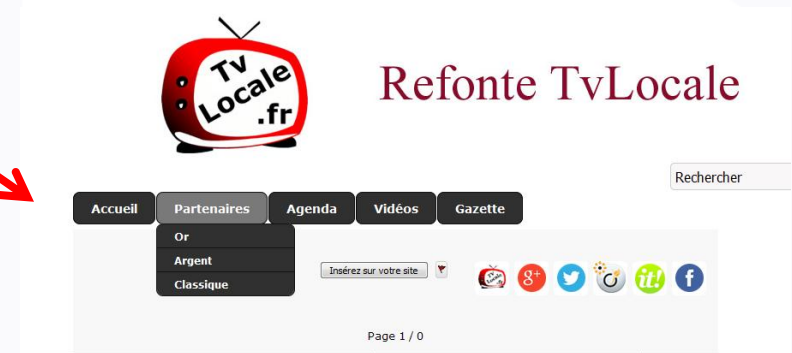 Tv
Locale
.fr
Refonte TvLocale
Rechercher
Accueil Partenaires Agenda Vidéos Gazette
Or
Argent
Classique
Insérez sur votre site
g+ it! f
Page 1 / 0